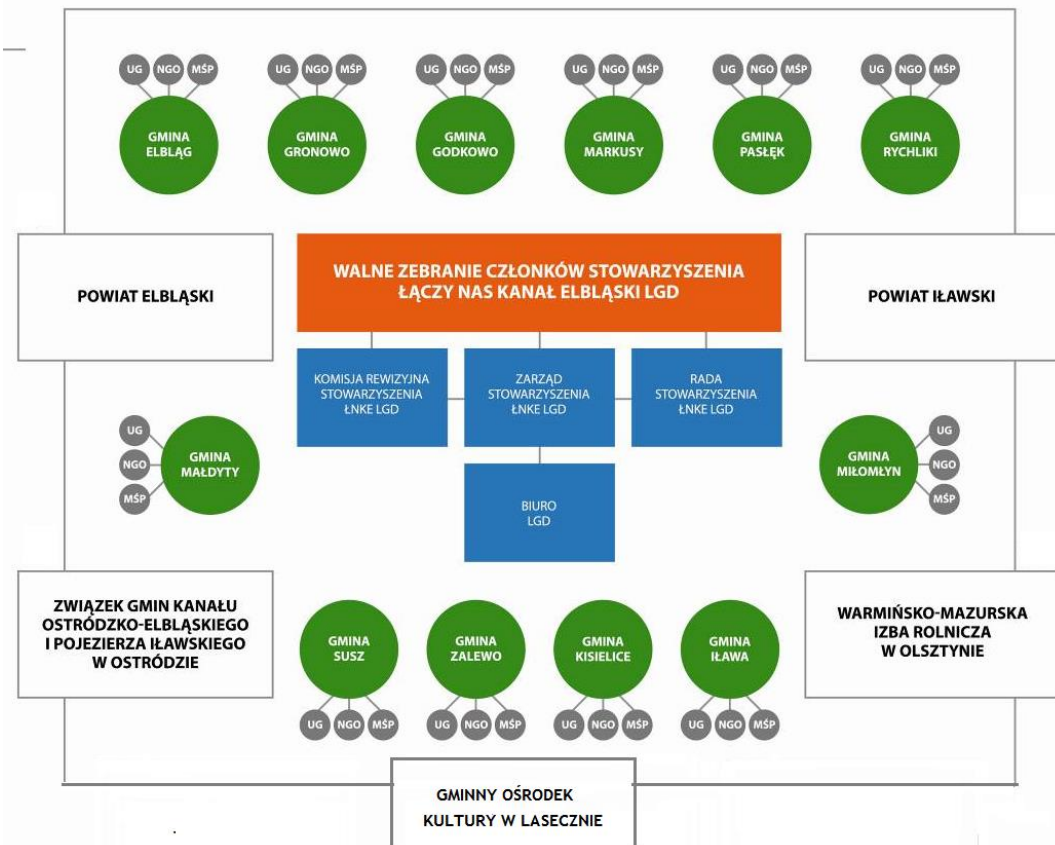 UG NGO MŚP
UG NGO MŚP
UG NGO MŚP
UG NGO MŚP
UG NGO MŚP
UG NGO MŚP
GMINA
ELBLĄG
GMINA
GRONOWO
GMINA
GODKOWO
GMINA
MARKUSY
GMINA
PASŁĘK
GMINA
RYCHLIKI
POWIAT ELBLĄSKI
WALNE ZEBRANIE CZŁONKÓW STOWARZYSZENIA
ŁĄCZY NAS KANAŁ ELBLĄSKI LGD
POWIAT IŁAWSKI
KOMISJA REWIZYJNA
STOWARZYSZENIA
ŁNKE LGD
ZARZĄD
STOWARZYSZENIA
ŁNKE LGD
RADA
STOWARZYSZENIA
ŁNKE LGD
UG
NGO
MŚP
GMINA
MAŁDYTY
BIURO
LGD
GMINA
MIŁOMŁYN
UG
NGO
MŚP
ZWIĄZEK GMIN KANAŁU
OSTRÓDZKO-ELBLĄSKIEGO
I POJEZIERZA IŁAWSKIEGO
W OSTRÓDZIE
GMINA
SUSZ
GMINA
ZALEWO
GMINA
KISIELICE
GMINA
IŁAWA
WARMIŃSKO-MAZURSKA
IZBA ROLNICZA
W OLSZTYNIE
UG NGO MŚP
UG NGO MŚP
UG NGO MŚP
UG NGO MŚP
GMINNY OŚRODEK
KULTURY W LASECZNIE